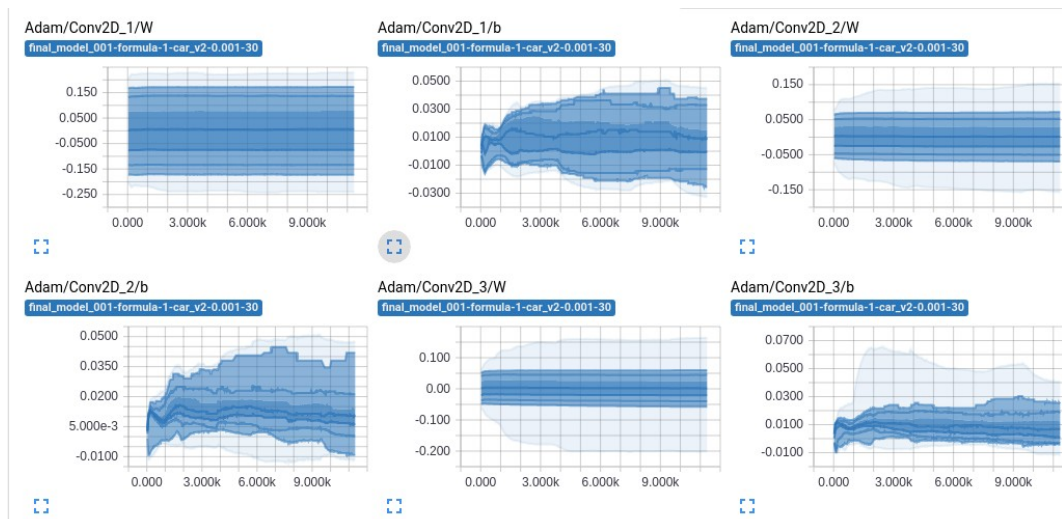 Adam/Conv2D_1/W
final_model_001-formula-1-car_v2-0.001-30
0.150
0.0500
-0.0500
-0.150
-0.250
0.000 3.000k 6.000k 9.000k
Adam/Conv2D_1/b
final_model_001-formula-1-car_v2-0.001-30
0.0500
0.0300
0.0100
-0.0100
-0.0300
0.000 3.000k 6.000k 9.000k
Adam/Conv2D_2/W
final_model_001-formula-1-car_v2-0.001-30
0.150
0.0500
-0.0500
-0.150
0.000 3.000k 6.000k 9.000k
Adam/Conv2D_2/b
final_model_001-formula-1-car_v2-0.001-30
0.0500
0.0350
0.0200
5.000e-3
-0.0100
0.000 3.000k 6.000k 9.000k
Adam/Conv2D_3/W
final_model_001-formula-1-car_v2-0.001-30
0.100
0.00
-0.100
-0.200
0.000 3.000k 6.000k 9.000k
Adam/Conv2D_3/b
final_model_001-formula-1-car_v2-0.001-30
0.0700
0.0500
0.0300
0.0100
-0.0100
0.000 3.000k 6.000k 9.000k